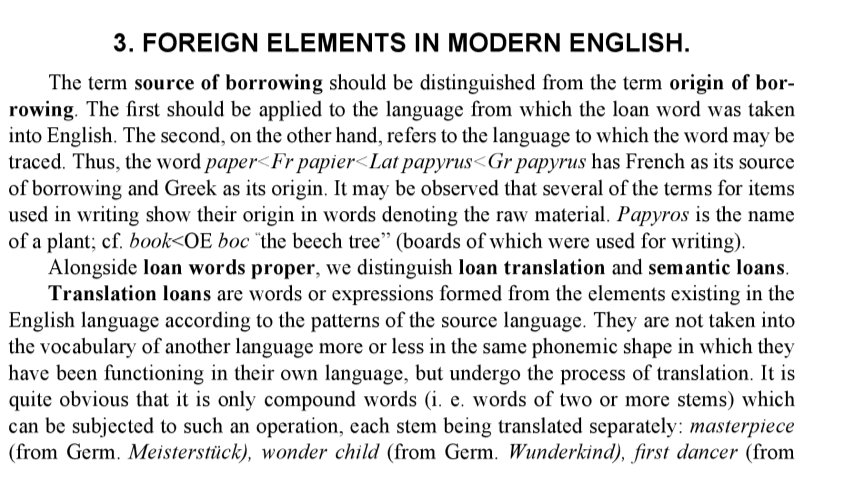 3. FOREIGN ELEMENTS IN MODERN ENGLISH.
The term source of borrowing should be distinguished from the term origin of bor-
rowing. The first should be applied to the language from which the loan word was taken
into English. The second, on the other hand, refers to the language to which the word may be
traced. Thus, the word paper<Fr papier<Lat papyrus<Gr papyrus has French as its source
of borrowing and Greek as its origin. It may be observed that several of the terms for items
used in writing show their origin in words denoting the raw material. Papyros is the name
of a plant; cf. book<OE boc “the beech tree” (boards of which were used for writing).
Alongside loan words proper, we distinguish loan translation and semantic loans.
Translation loans are words or expressions formed from the elements existing in the
English language according to the patterns of the source language. They are not taken into
the vocabulary of another language more or less in the same phonemic shape in which they
have been functioning in their own language, but undergo the process of translation. It is
quite obvious that it is only compound words (i. e. words of two or more stems) which
can be subjected to such an operation, each stem being translated separately: masterpiece
(from Germ. Meisterstück), wonder child (from Germ. Wunderkind), first dancer (from